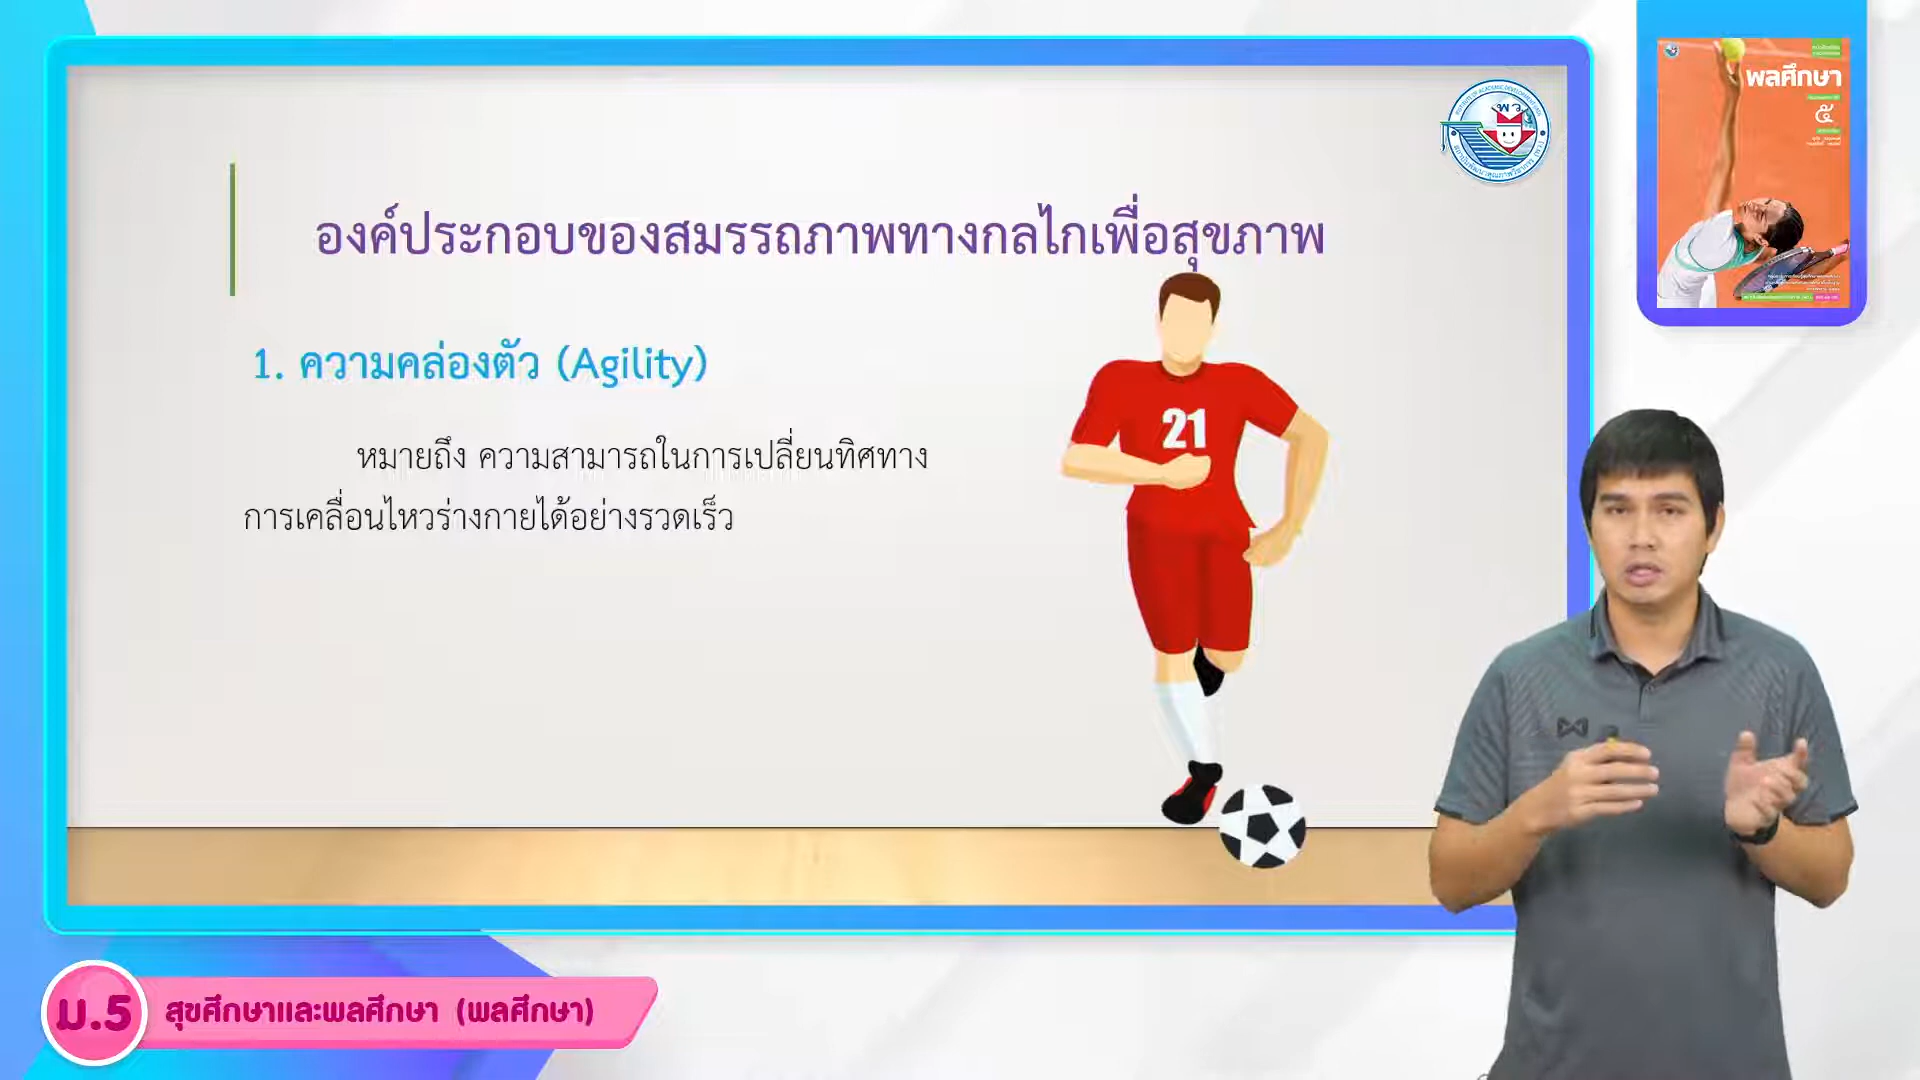 องค์ประกอบของสมรรถภาพทางกลไกเพื่อสุขภาพ
1. ความคล่องตัว (Agility)
หมายถึง ความสามารถในการเปลี่ยนทิศทาง
การเคลื่อนไหวร่างกายได้อย่างรวดเร็ว
21
พว
พลศึกษา
๕
ม.5
สุขศึกษาและพลศึกษา (พลศึกษา)